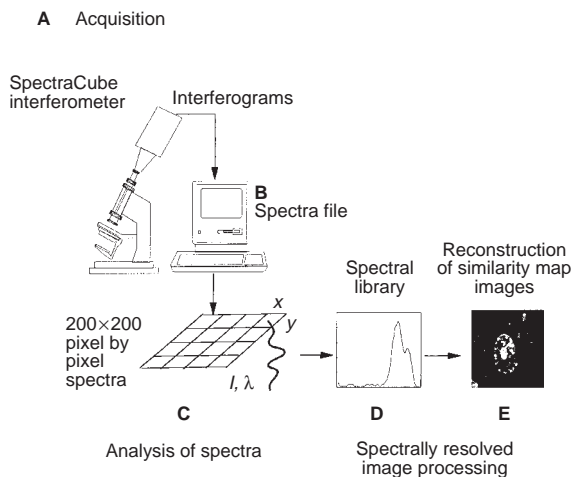 A Acquisition
SpectraCube
interferometer
Interferograms
B
Spectra file
200×200
pixel by
pixel
spectra
x
y
I, λ
Spectral
library
Reconstruction
of similarity map
images
C
D
E
Analysis of spectra
Spectrally resolved
image processing